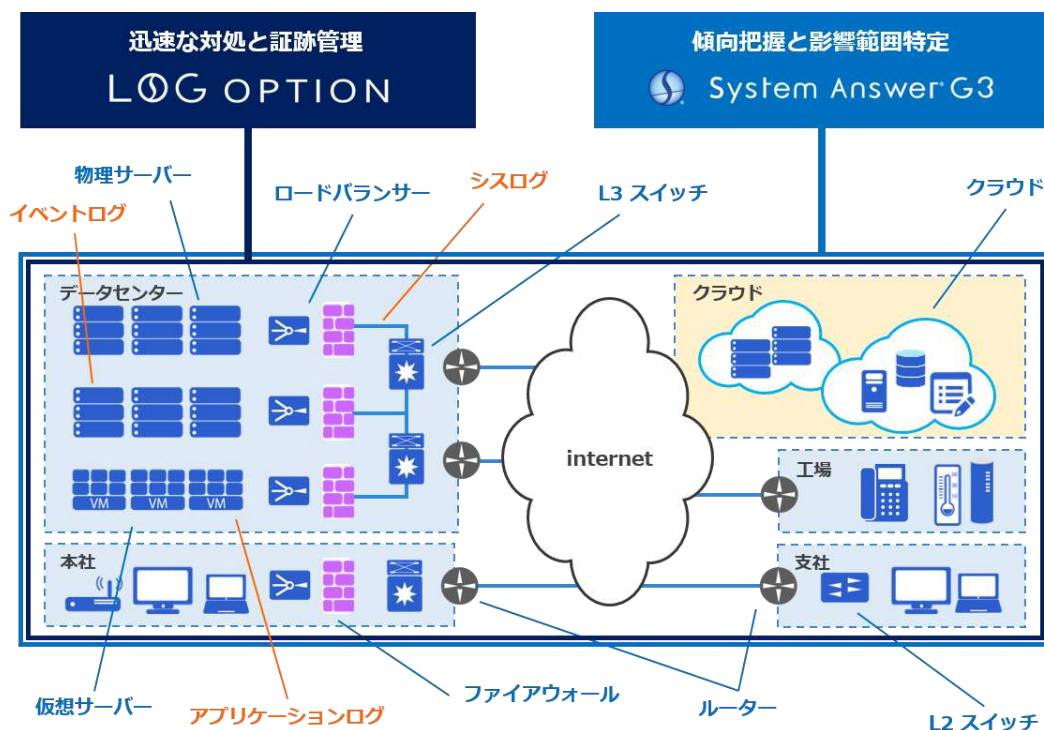 迅速な対処と証跡管理
LOG OPTION
傾向把握と影響範囲特定
System Answer G3
物理サーバー
ロードバランサー
シスログ
L3 スイッチ
クラウド
イベントログ
データセンター
クラウド
internet
工場
VM
VM
VM
本社
支社
仮想サーバー
アプリケーションログ
ファイアウォール
ルーター
L2 スイッチ